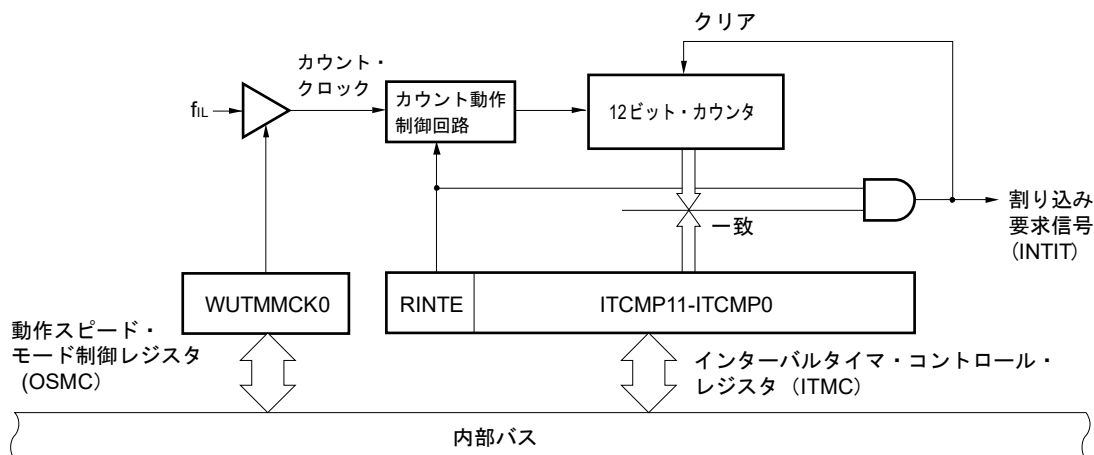 クリア
カウント・
クロック
fIL
カウント動作
制御回路
12ビット・カウンタ
一致
割り込み
要求信号
(INTIT)
WUTMMCK0
RINTE
ITCMP11-ITCMP0
動作スピード・
モード制御レジスタ
(OSMC)
インターバルタイマ・コントロール・
レジスタ（ITMC）
内部バス